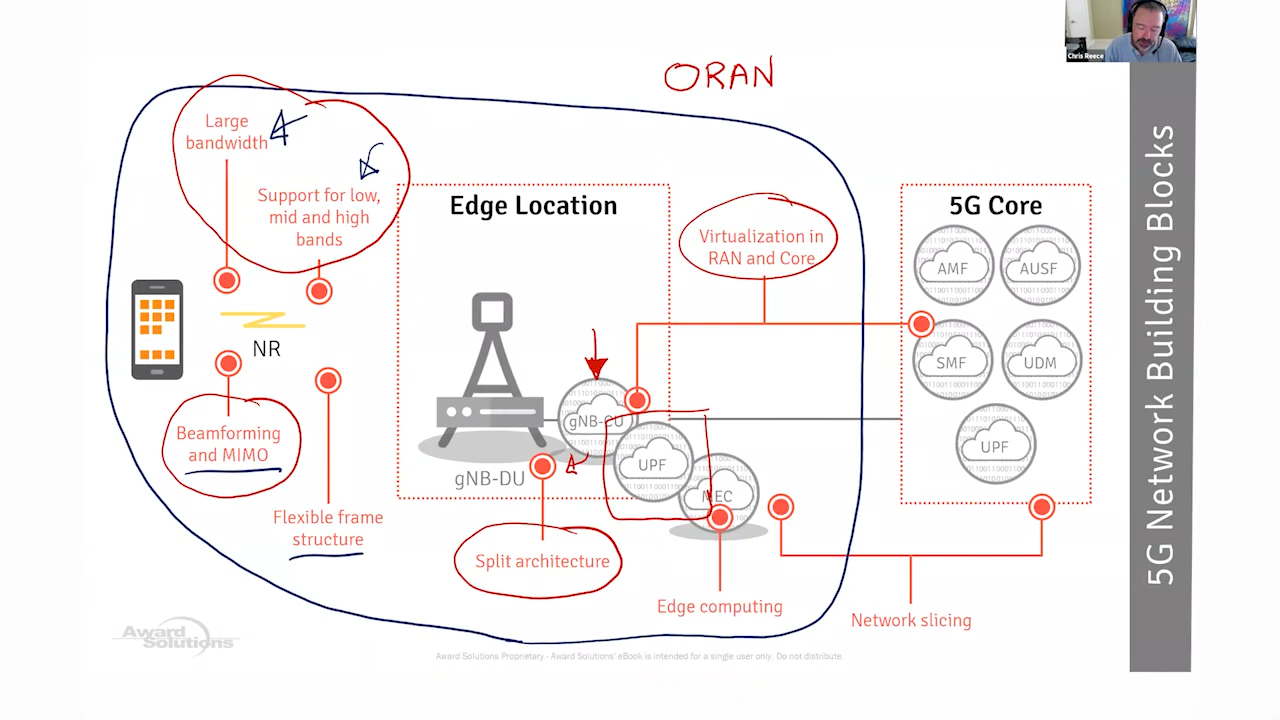 Chris Reece
ORAN
Large
bandwidth
Support for low,
mid and high
bands
Edge Location
Virtualization in
RAN and Core
5G Core
AMF
AUSF
SMF
UDM
UPF
NR
gNB-CU
UPF
MEC
gNB-DU
Beamforming
and MIMO
Flexible frame
structure
Split architecture
Edge computing
Network slicing
5G Network Building Blocks
Award
Solutions
Award Solutions Proprietary - Award Solutions' eBook is intended for a single user only. Do not distribute.